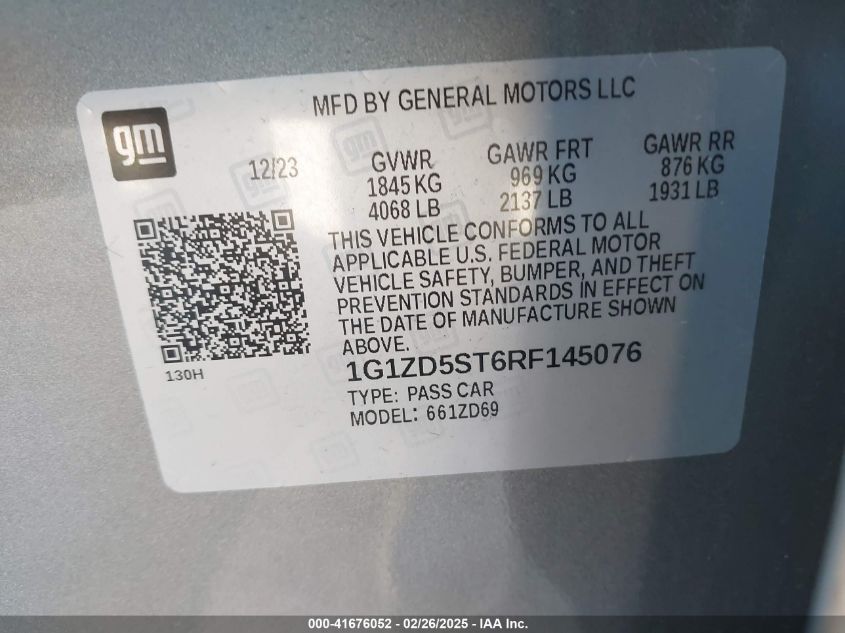 MFD BY GENERAL MOTORS LLC
gm
12/23
GVWR
1845 KG
4068 LB
GAWR FRT
969 KG
2137 LB
GAWR RR
876 KG
1931 LB
THIS VEHICLE CONFORMS TO ALL
APPLICABLE U.S. FEDERAL MOTOR
VEHICLE SAFETY, BUMPER, AND THEFT
PREVENTION STANDARDS IN EFFECT ON
THE DATE OF MANUFACTURE SHOWN
ABOVE.
130H
1G1ZD5ST6RF145076
TYPE: PASS CAR
MODEL: 661ZD69
000-41676052 - 02/26/2025 - IAA Inc.